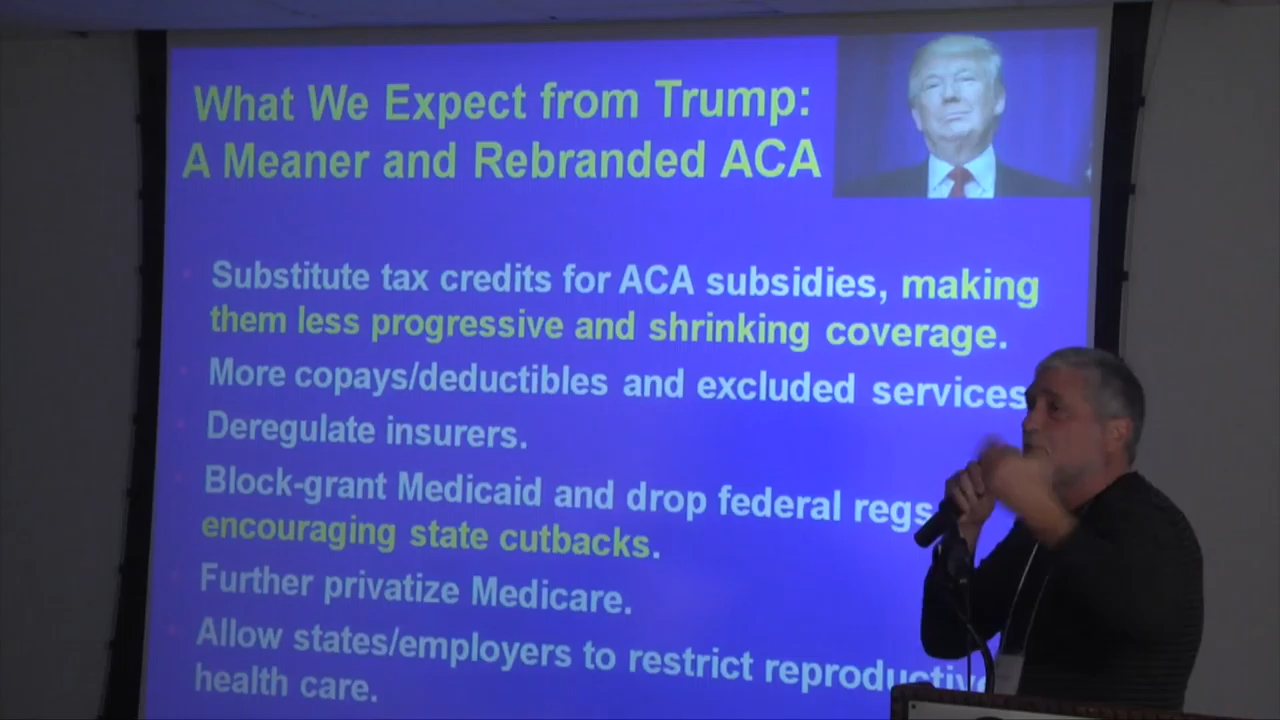 What We Expect from Trump:
A Meaner and Rebranded ACA
Substitute tax credits for ACA subsidies, making
them less progressive and shrinking coverage.
More copays/deductibles and excluded services
Deregulate insurers.
Block-grant Medicaid and drop federal regs
encouraging state cutbacks.
Further privatize Medicare.
Allow states/employers to restrict reproductive
health care.